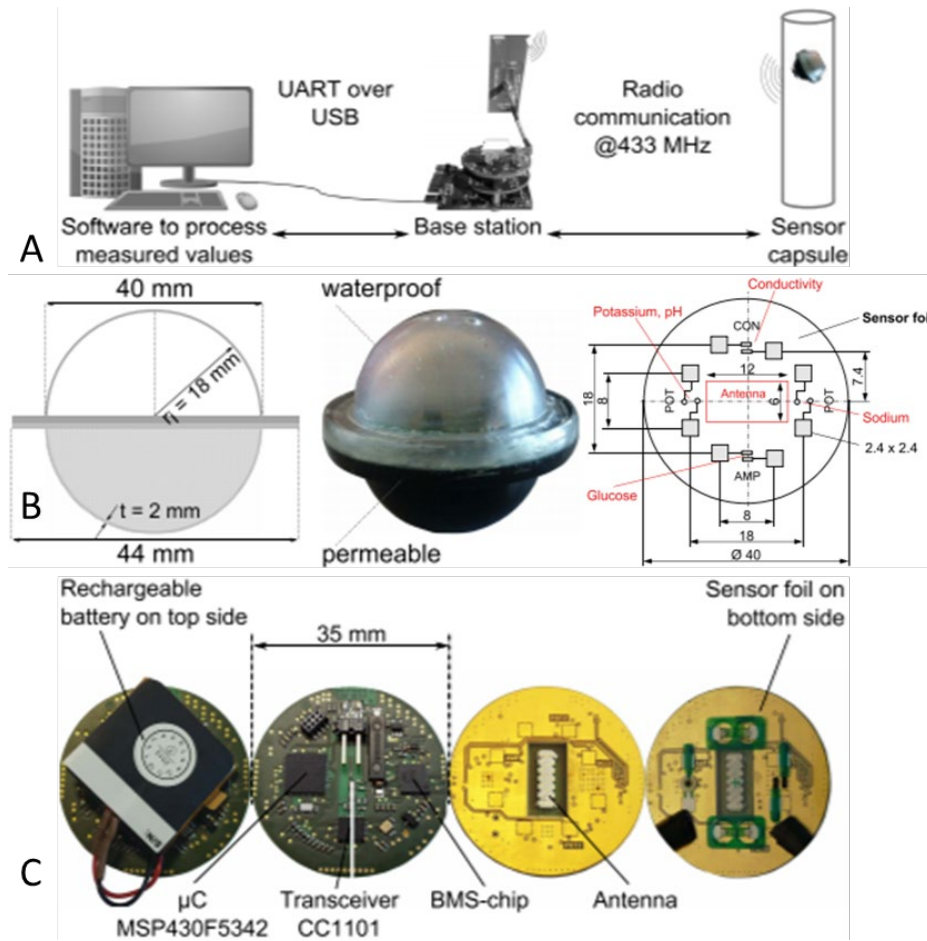 UART over
USB
Radio
communication
@433 MHz
Software to process
measured values
Base station
Sensor
capsule
A
40 mm
rᵢ = 18 mm
t = 2 mm
44 mm
waterproof
permeable
Conductivity
Potassium, pH
CON
Sensor foi
12
7.4
18
8
POT
Antenna
6
POT
Sodium
2.4 x 2.4
Glucose
AMP
8
18
Ø 40
B
Rechargeable
battery on top side
35 mm
Sensor foil on
bottom side
µC
MSP430F5342
Transceiver
CC1101
BMS-chip
Antenna
C